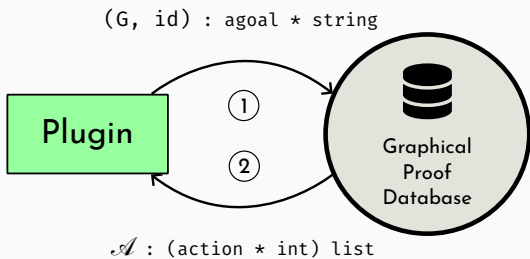 (G, id) : agoal * string
①
Plugin
②
Graphical
Proof
Database
𝒜 : (action * int) list